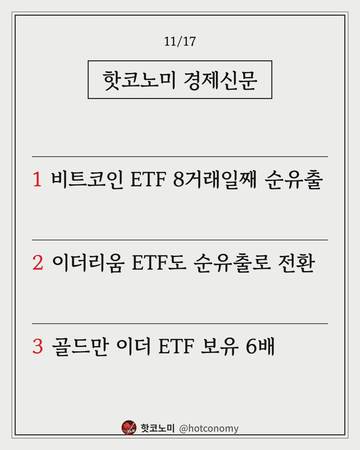 11/17
핫코노미 경제신문
1 비트코인 ETF 8거래일째 순유출
2 이더리움 ETF도 순유출로 전환
3 골드만 이더 ETF 보유 6배
핫코노미 @hotconomy